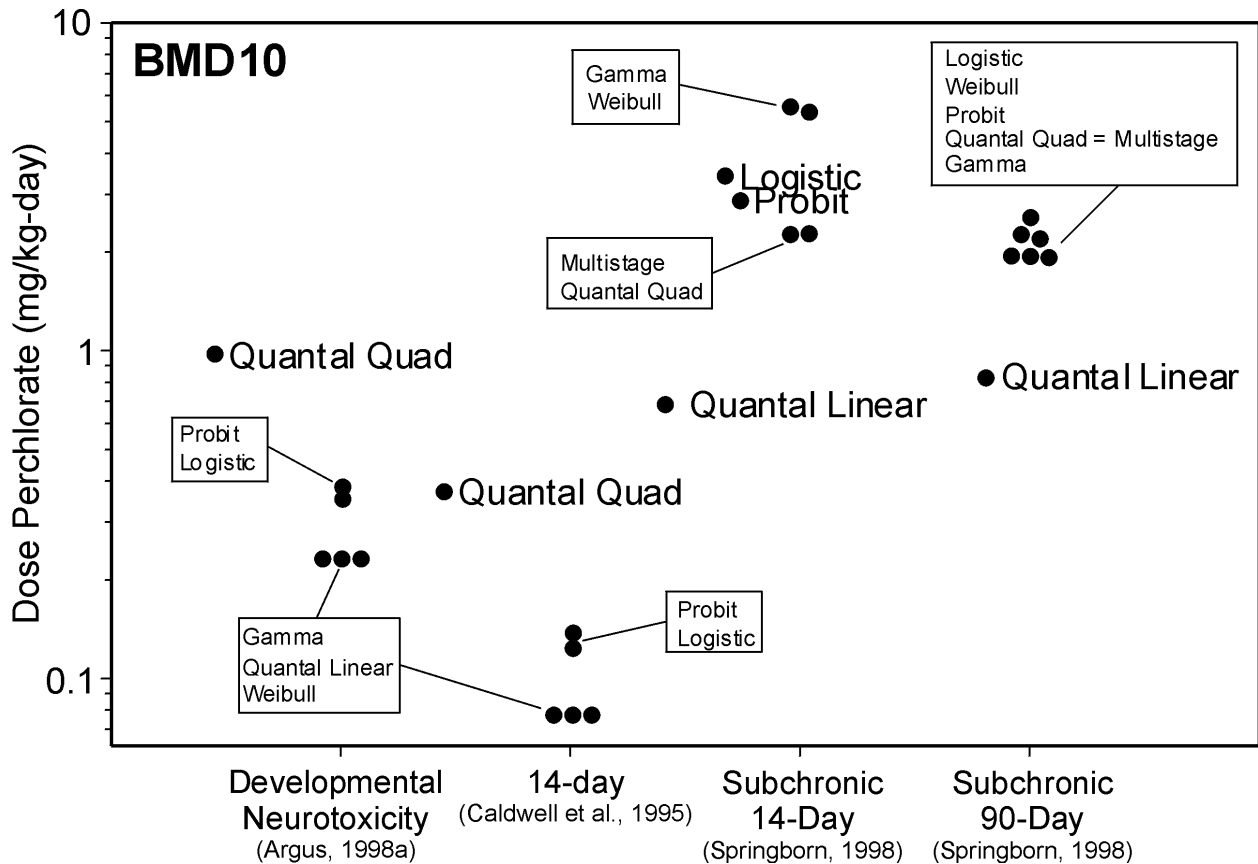 BMD10
10
1
0.1
Dose Perchlorate (mg/kg-day)
Gamma
Weibull
Logistic
Weibull
Probit
Quantal Quad = Multistage
Gamma
Logistic
Probit
Multistage
Quantal Quad
Quantal Quad
Quantal Linear
Quantal Linear
Probit
Logistic
Quantal Quad
Gamma
Quantal Linear
Weibull
Probit
Logistic
Developmental
Neurotoxicity
(Argus, 1998a)
14-day
(Caldwell et al., 1995)
Subchronic
14-Day
(Springborn, 1998)
Subchronic
90-Day
(Springborn, 1998)